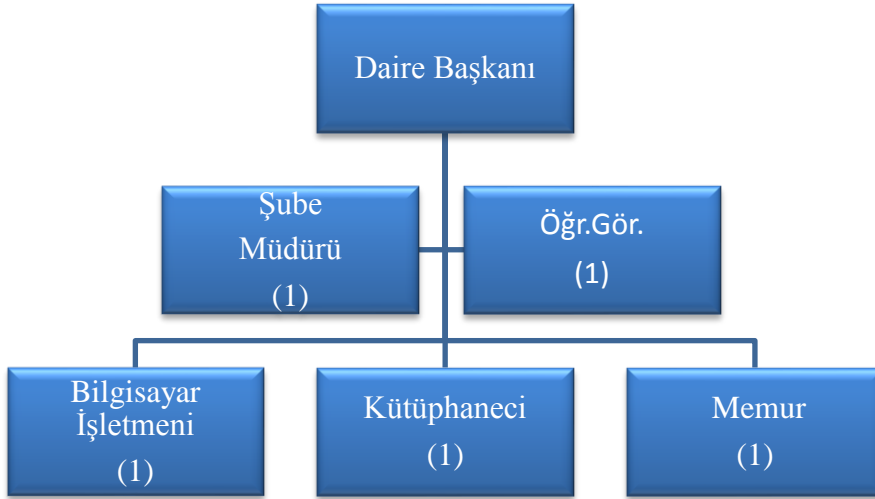 Daire Başkanı
Şube
Müdürü
(1)
Öğr.Gör.
(1)
Bilgisayar
İşletmeni
(1)
Kütüphaneci
(1)
Memur
(1)